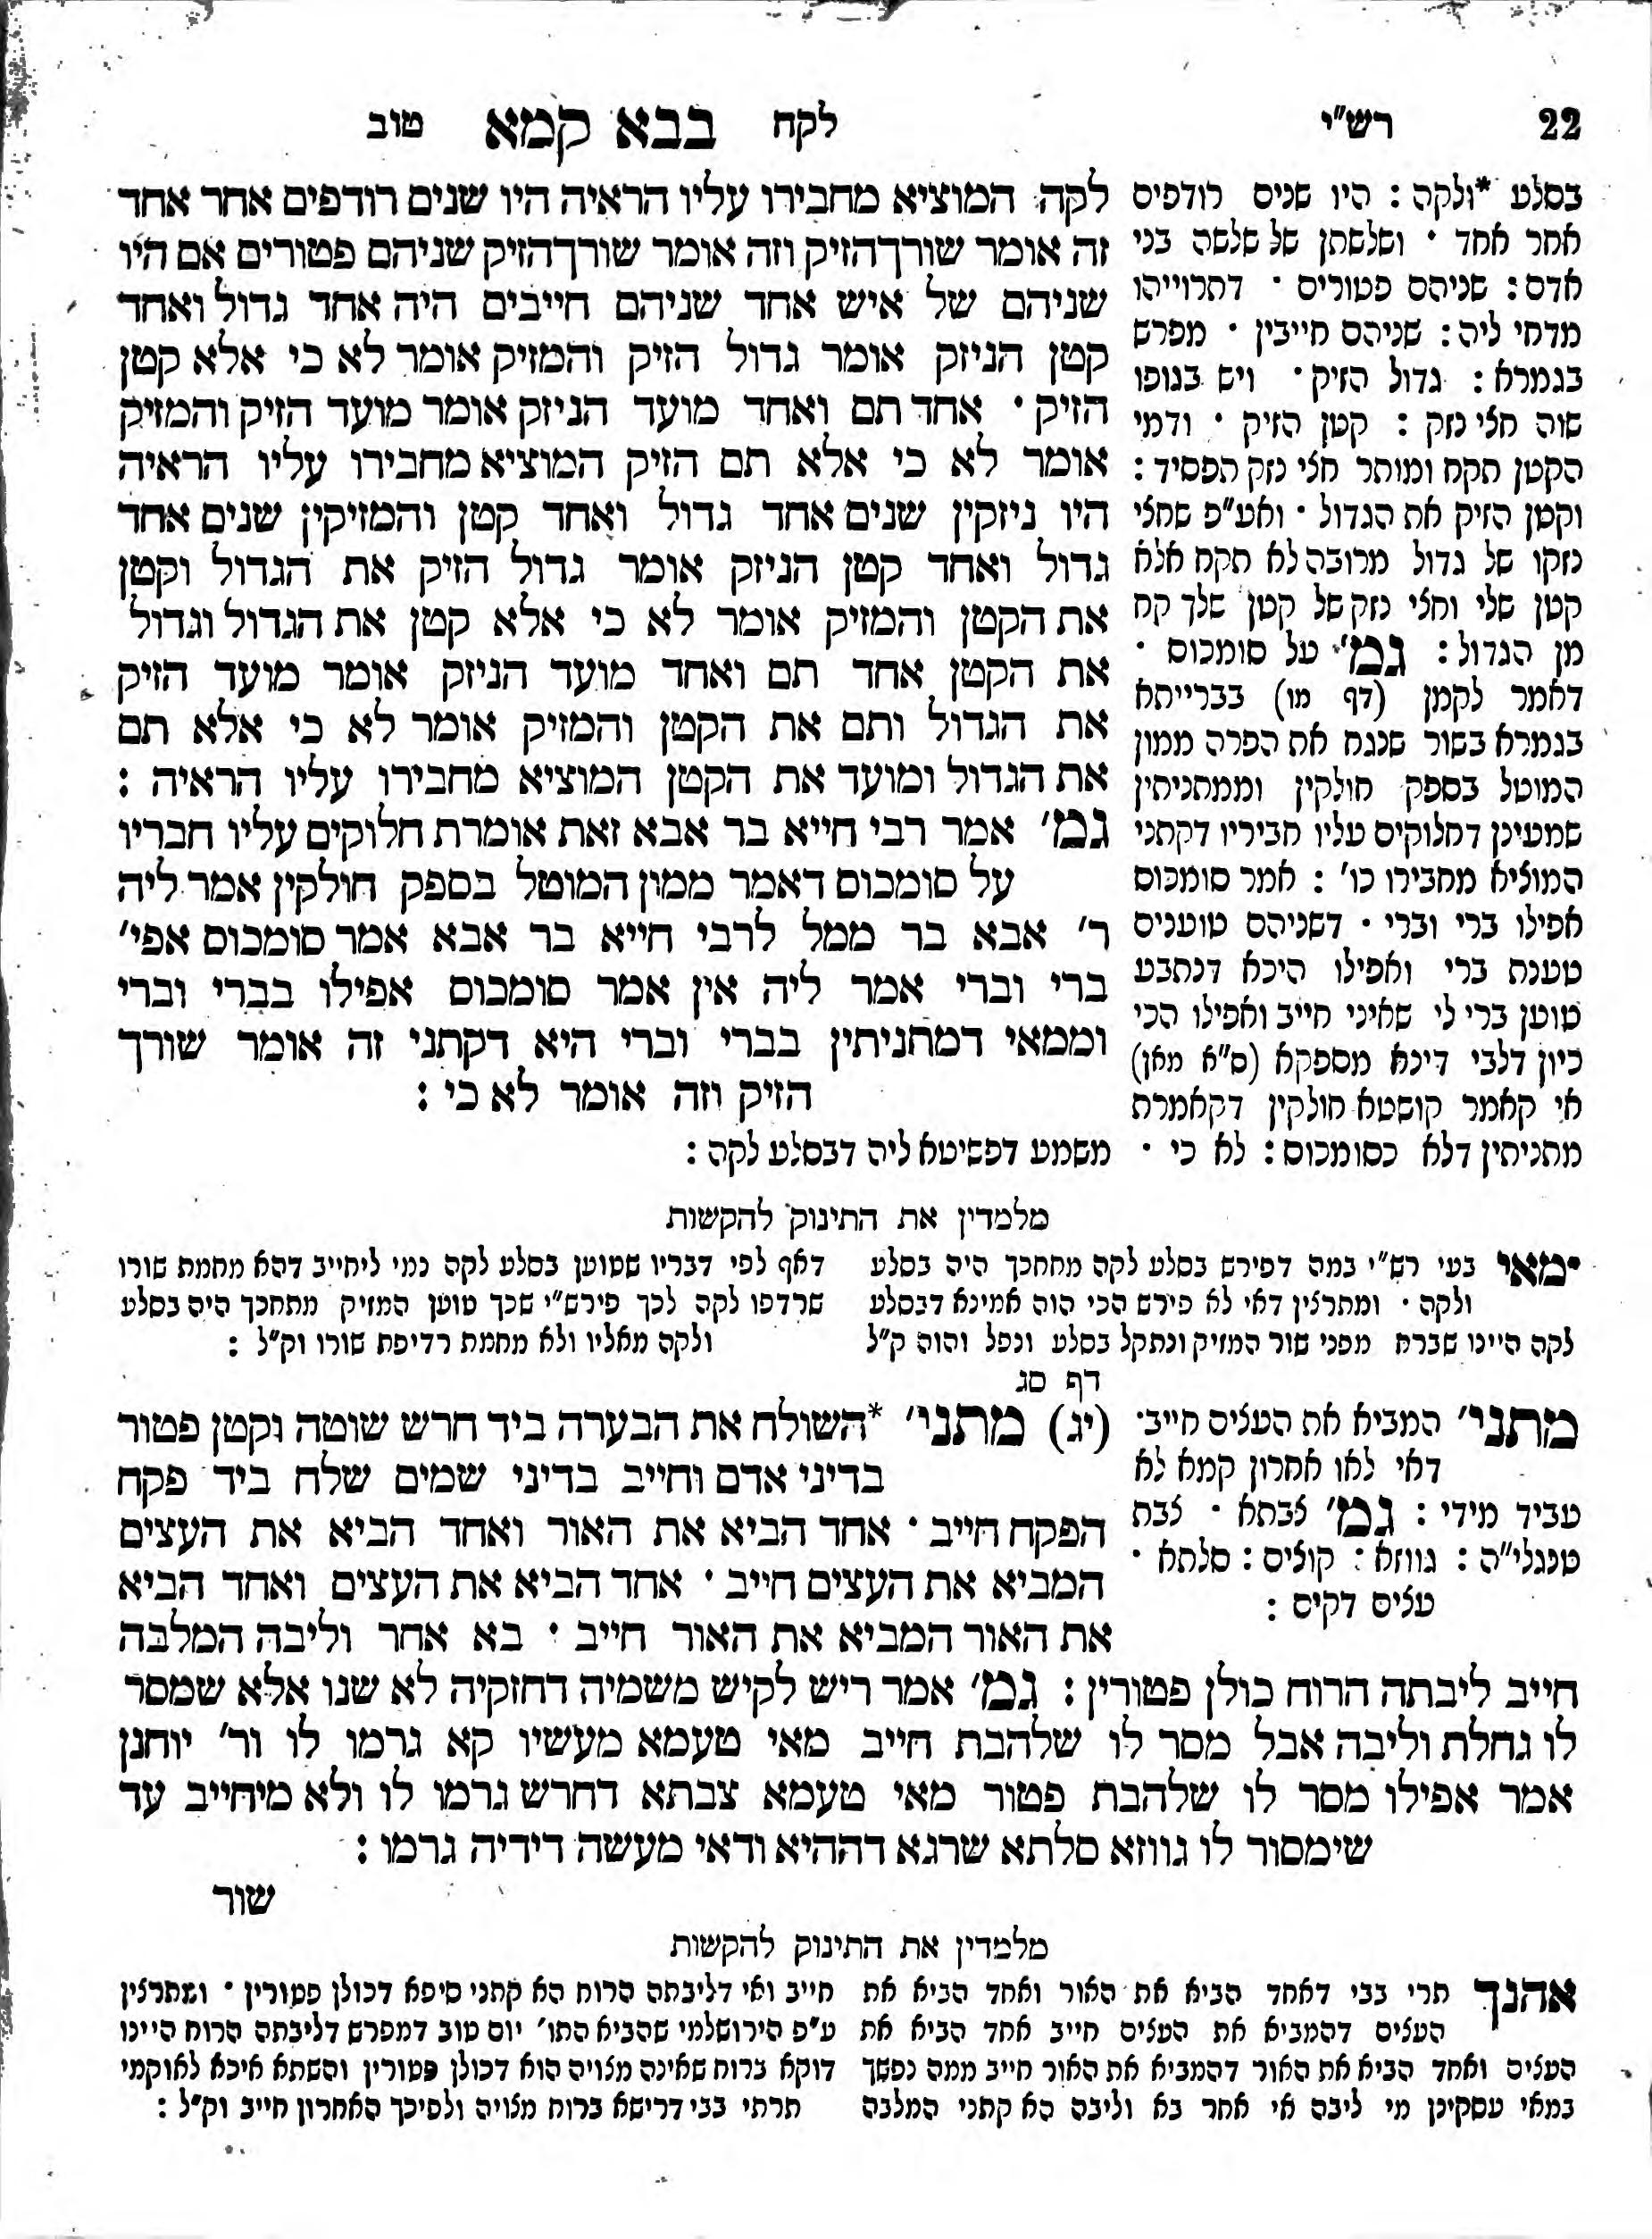 22 רש״י לקח בבא קמא טוב
לקה המוציא מחבירו עליו הראיה היו שנים רודפים אחר אחד
זה אומר שורך הזיק וזה אומר שורך הזיק שניהם פטורים אם היו
שניהם של איש אחד שניהם חייבים היה אחד גדול ואחד
קטן הניזק אומר גדול הזיק והמזיק אומר לא כי אלא קטן
הזיק · אחד תם ואחד מועד הניזק אומר מועד הזיק והמזיק
אומר לא כי אלא תם הזיק המוציא מחבירו עליו הראיה
היו ניזקין שנים אחד גדול ואחד קטן והמזיקין שנים אחד
גדול ואחד קטן הניזק אומר גדול הזיק את הגדול וקטן
את הקטן והמזיק אומר לא כי אלא קטן את הגדול וגדול
את הקטן אחד תם ואחד מועד הניזק אומר מועד הזיק
את הגדול ותם את הקטן והמזיק אומר לא כי אלא תם
את הגדול ומועד את הקטן המוציא מחבירו עליו הראיה :
גמ׳ אמר רבי חייא בר אבא זאת אומרת חלוקים עליו חבריו
על סומכוס דאמר ממון המוטל בספק חולקין אמר ליה
ר׳ אבא בר ממל לרבי חייא בר אבא אמר סומכוס אפי׳
ברי וברי אמר ליה אין אמר סומכוס אפילו בברי וברי
וממאי דמתניתין בברי וברי היא דקתני זה אומר שורך
הזיק וזה אומר לא כי :
בסלע *ולקה : היו שנים רודפים
אחר אחד · ושלשתן של שלשה בני
אדם : שניהם פטורים · דתרוייהו
מדחי ליה : שניהם חייבין · מפרש
בגמרא : גדול הזיק · ויש בגופו
שוה חצי נזק : קטן הזיק · ודמי
הקטן תקח ומותר חצי נזק תפסיד :
וקטן הזיק את הגדול · ואע״פ שחצי
נזקו של גדול מרובה לא תקח אלא
קטן שלי וחצי נזק של קטן שלך קח
מן הגדול : גמ׳ על סומכוס ·
דאמר לקמן (דף מו) בברייתא
בגמרא בשור שנגח את הפרה ממון
המוטל בספק חולקין וממתניתין
שמעינן דחלוקים עליו חביריו דקתני
המוציא מחבירו כו׳ : אמר סומכוס
אפילו ברי וברי · דשניהם טוענים
טענת ברי ואפילו היכא דנתבע
טוען ברי לי שאיני חייב ואפילו הכי
כיון דלבי דינא מספקא (ס״א מאן)
אי קאמר קושטא חולקין דקאמרת
מתניתין דלא כסומכוס : לא כי ·
משמע דפשיטא ליה דבסלע לקה :
מלמדין את התינוק להקשות
·מאי בעי רש״י במה דפירש בסלע לקה מתחכך היה בסלע
ולקה · ומתרצין דאי לא פירש הכי הוה אמינא דבסלע
לקה היינו שברח מפני שור המזיק ונתקל בסלע ונפל והוה ק״ל
דאף לפי דבריו שטוען בסלע לקה נמי ליחייב דהא מחמת שורו
שרדפו לקה לכך פירש״י שכך טוען המזיק מתחכך היה בסלע
ולקה מאליו ולא מחמת רדיפת שורו וק״ל :
דף סג
(יג) מתני׳ *השולח את הבערה ביד חרש שוטה וקטן פטור
בדיני אדם וחייב בדיני שמים שלח ביד פקח
הפקח חייב · אחד הביא את האור ואחד הביא את העצים
המביא את העצים חייב · אחד הביא את העצים ואחד הביא
את האור המביא את האור חייב · בא אחר וליבה המלבה
מתני׳ המביא את העצים חייב·
דאי לאו אחרון קמא לא
עביד מידי : גמ׳ צבתא · צבת
טנגלי״ה : גווזא : קוצים : סלתא ·
עצים דקים :
חייב ליבתה הרוח כולן פטורין : גמ׳ אמר ריש לקיש משמיה דחזקיה לא שנו אלא שמסר
לו גחלת וליבה אבל מסר לו שלהבת חייב מאי טעמא מעשיו קא גרמו לו ור׳ יוחנן
אמר אפילו מסר לו שלהבת פטור מאי טעמא צבתא דחרש גרמו לו ולא מיחייב עד
שימסור לו גווזא סלתא שרגא דההיא ודאי מעשה דידיה גרמו :
שור
מלמדין את התינוק להקשות
אהנך תרי בבי דאחד הביא את האור ואחד הביא את
העצים דהמביא את העצים חייב אחד הביא את
העצים ואחד הביא את האור דהמביא את האור חייב ממה נפשך
במאי עסקינן מי ליבה אי אחר בא וליבה הא קתני המלבה
חייב ואי דליבתה הרוח הא קתני סיפא דכולן פטורין · ומתרצין
ע״פ הירושלמי שהביא התו׳ יום טוב דמפרש דליבתה הרוח היינו
דוקא ברוח שאינה מצויה הוא דכולן פטורין והשתא איכא לאוקמי
תרתי בבי דרישא ברוח מצויה ולפיכך האחרון חייב וק״ל :